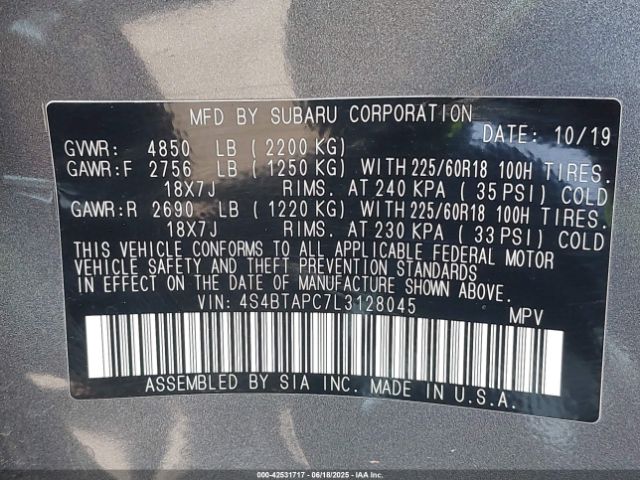 MFD BY SUBARU CORPORATION
DATE: 10/19
GVWR: 4850 LB ( 2200 KG)
GAWR:F 2756 LB ( 1250 KG) WITH 225/60R18 100H TIRES.
18X7J RIMS. AT 240 KPA ( 35 PSI) COLD
GAWR:R 2690 LB ( 1220 KG) WITH 225/60R18 100H TIRES.
18X7J RIMS. AT 230 KPA ( 33 PSI) COLD
THIS VEHICLE CONFORMS TO ALL APPLICABLE FEDERAL MOTOR
VEHICLE SAFETY AND THEFT PREVENTION STANDARDS
IN EFFECT ON THE DATE OF MANUFACTURE SHOWN ABOVE.
VIN: 4S4BTAPC7L3128045
MPV
ASSEMBLED BY SIA INC. MADE IN U.S.A.
000-42531717 - 06/18/2025 - IAAI.COM